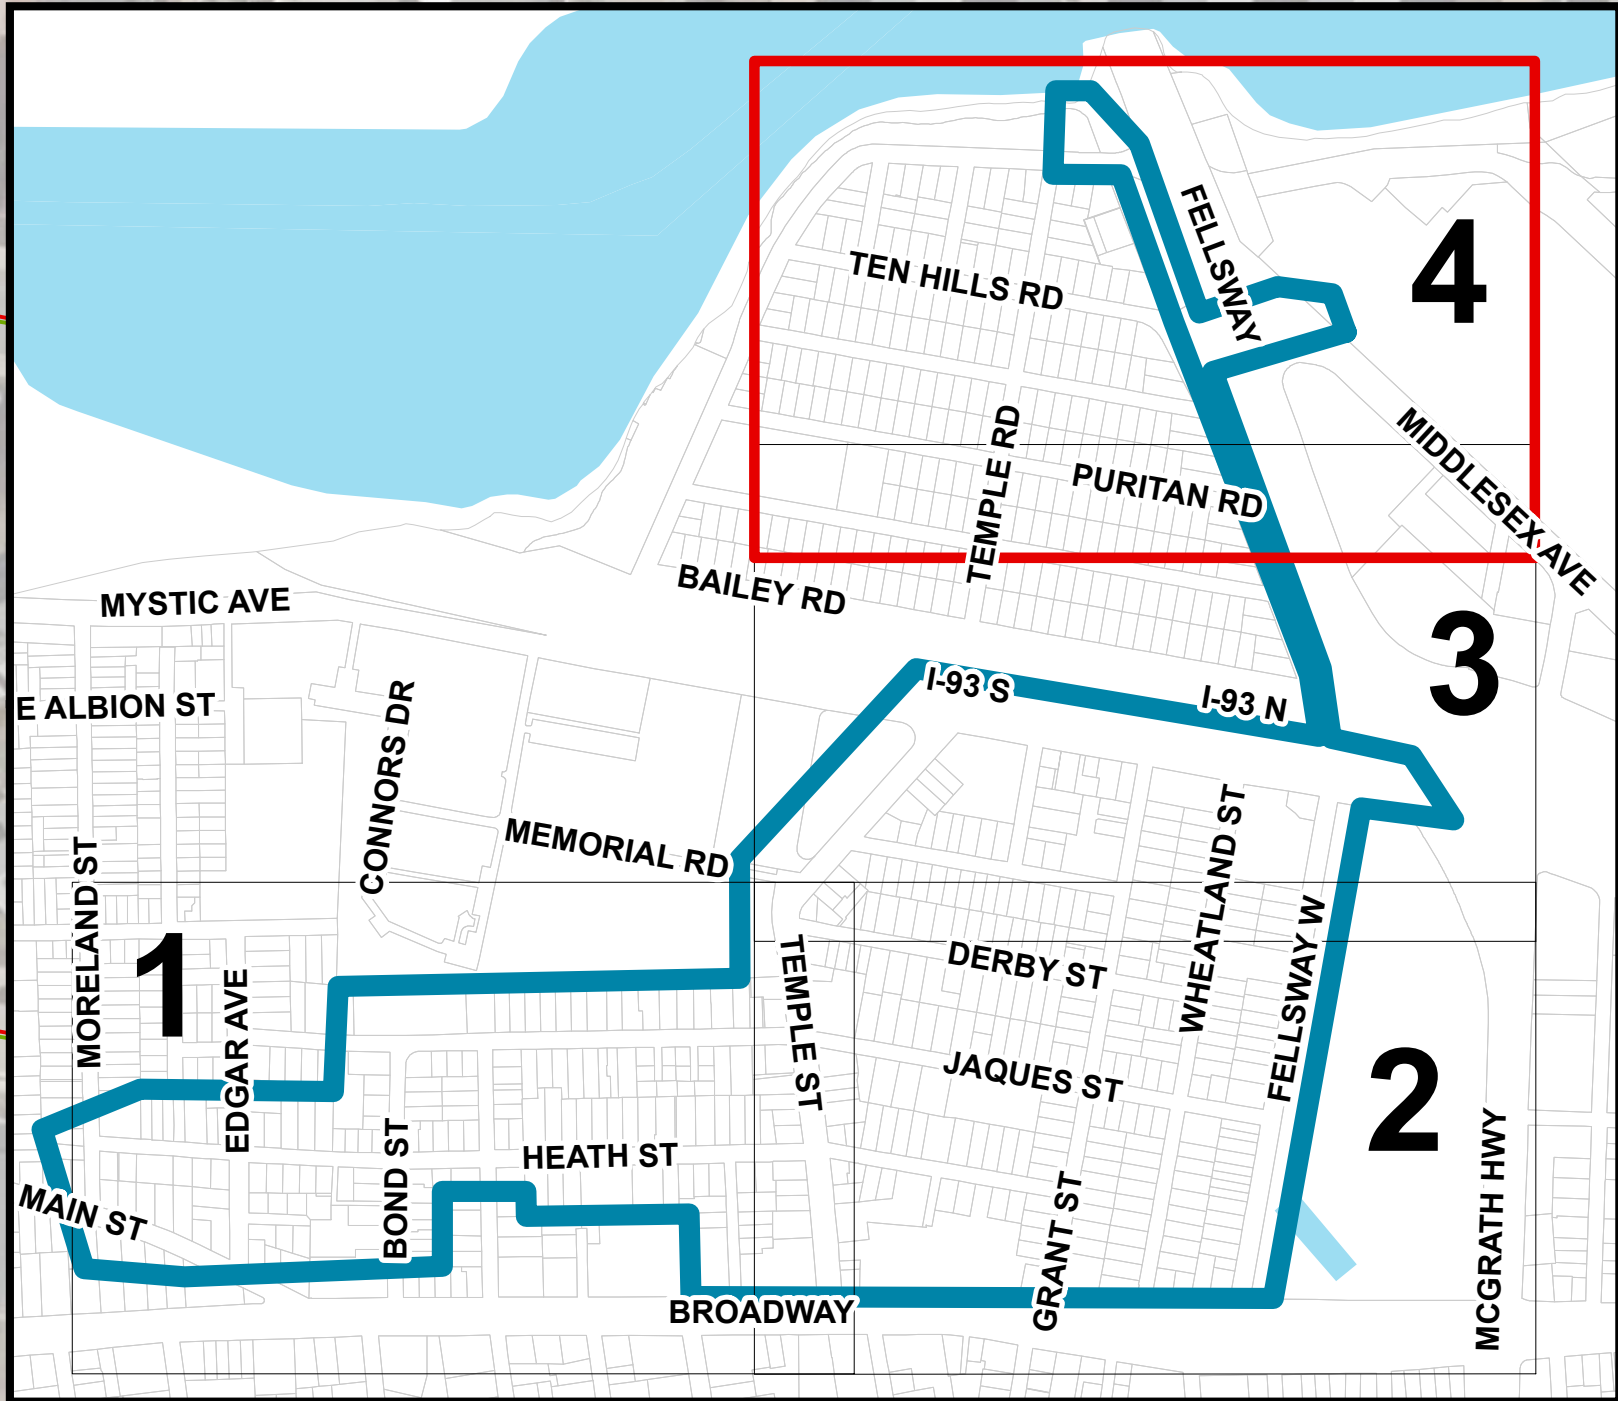 FELLSWAY
4
TEN HILLS RD
TEMPLE RD
MIDDLESEX AVE
PURITAN RD
BAILEY RD
MYSTIC AVE
3
I-93 S
I-93 N
E ALBION ST
CONNORS DR
MEMORIAL RD
WHEATLAND ST
MORELAND ST
1
EDGAR AVE
TEMPLE ST
DERBY ST
FELLSWAY W
JAQUES ST
2
BOND ST
HEATH ST
MAIN ST
GRANT ST
MCGRATH HWY
BROADWAY